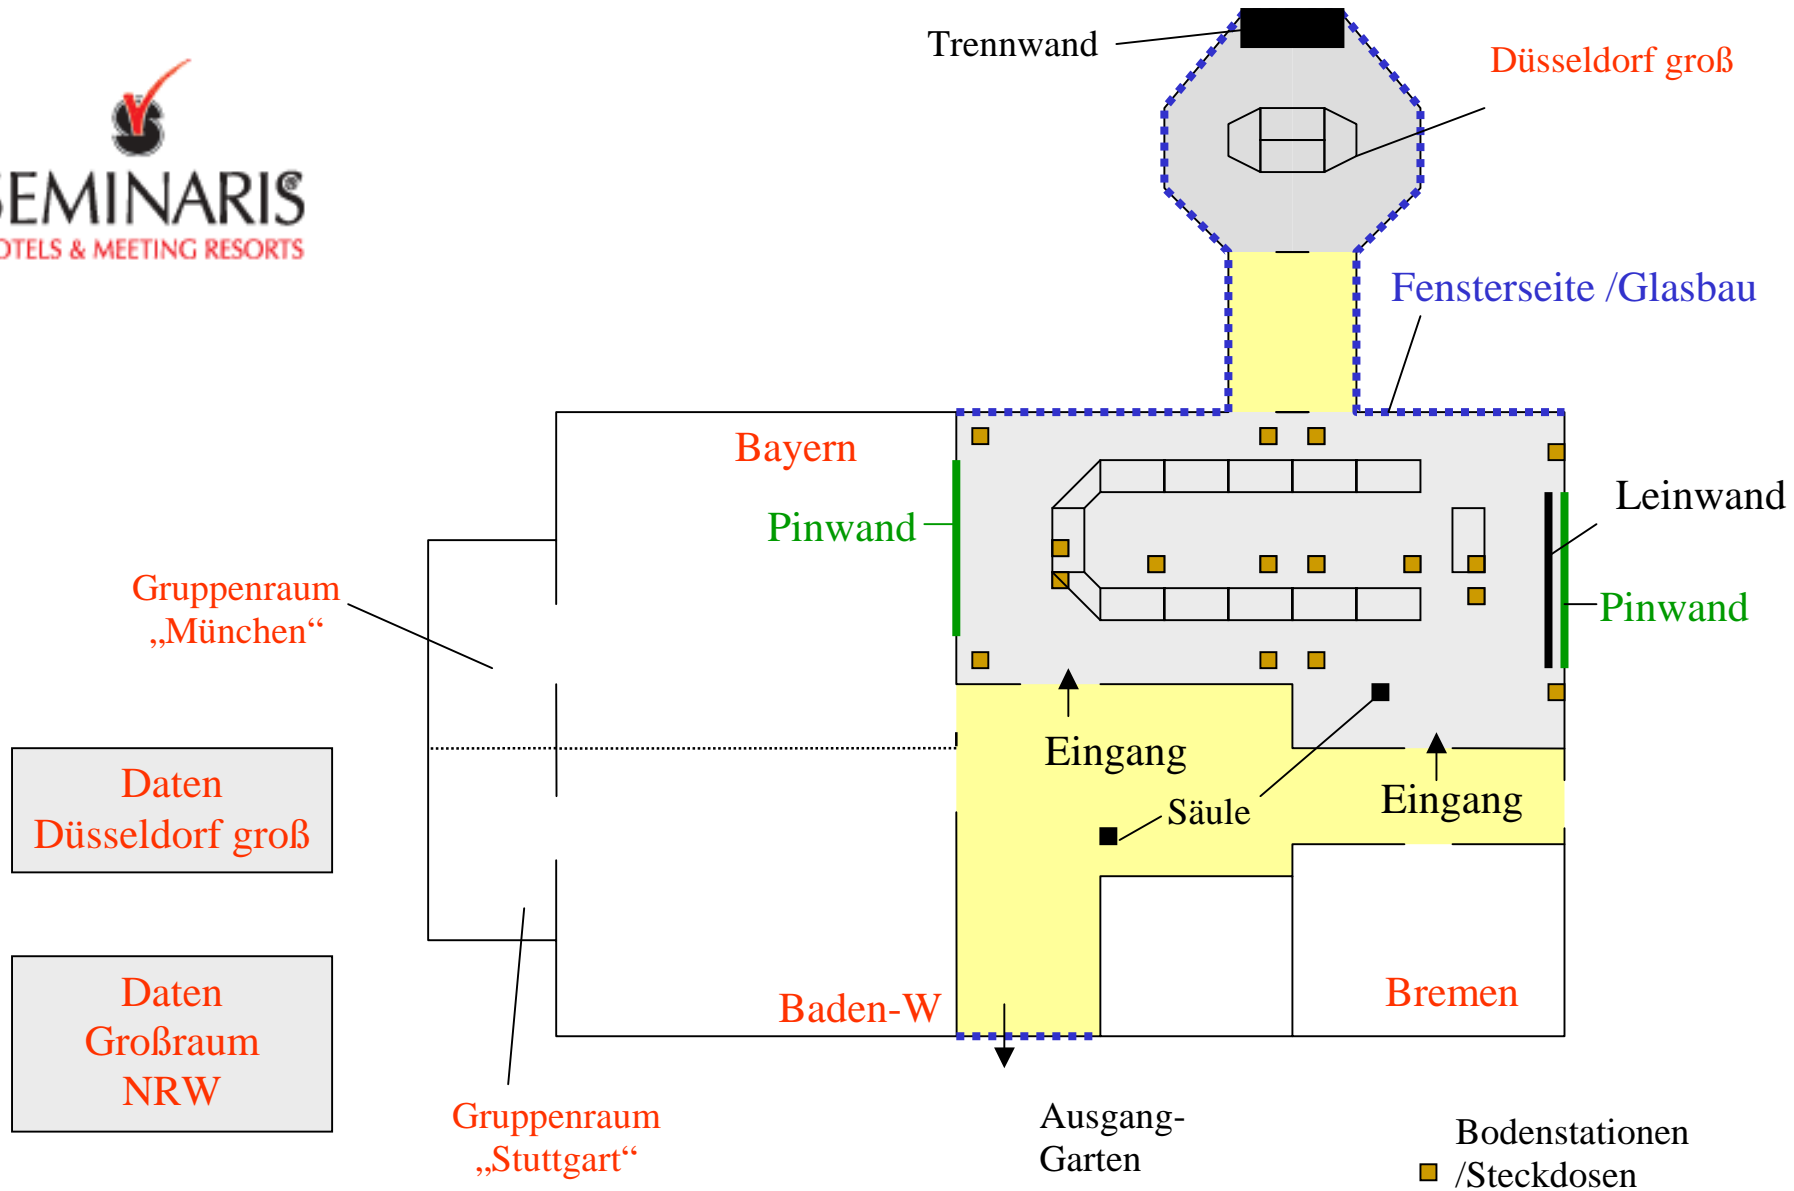 Trennwand
Düsseldorf groß
SEMINARIS®
HOTELS & MEETING RESORTS
Fensterseite /Glasbau
Bayern
Pinwand
Leinwand
Gruppenraum
„München“
Pinwand
Eingang
Eingang
Säule
Daten
Düsseldorf groß
Daten
Großraum
NRW
Baden-W
Bremen
Gruppenraum
„Stuttgart“
Ausgang-
Garten
Bodenstationen
/Steckdosen